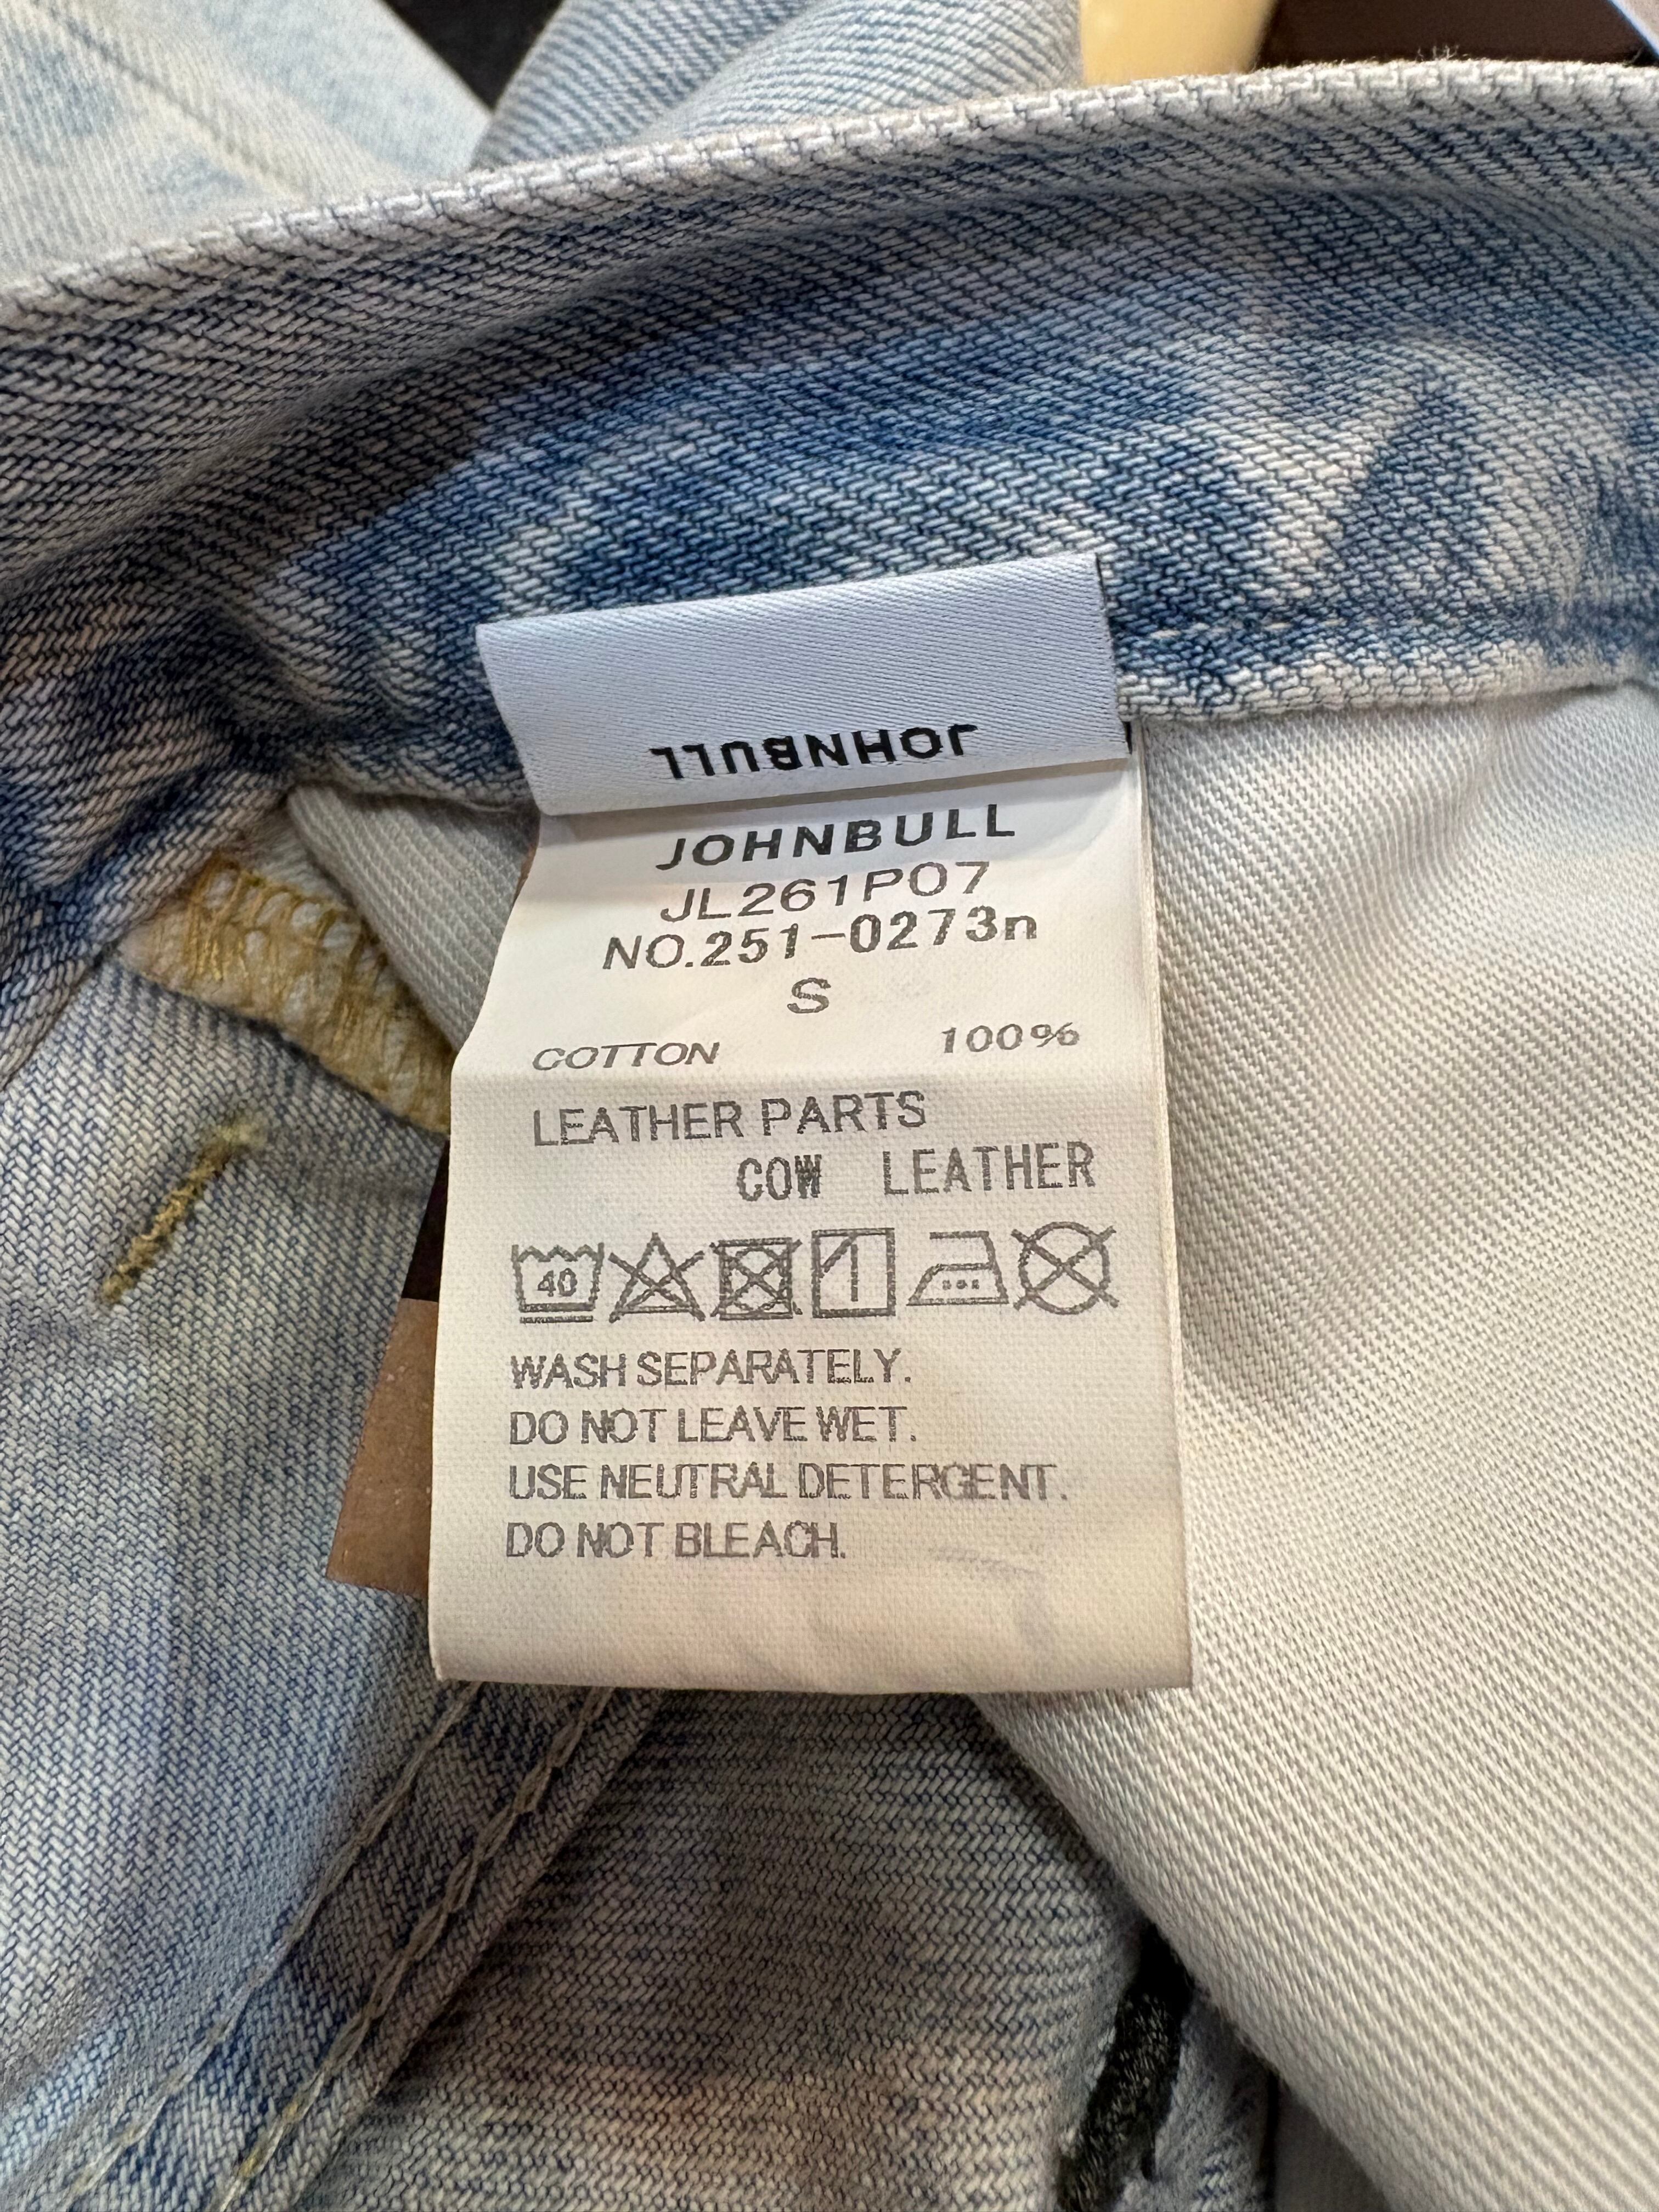 JOHNBULL
JOHNBULL
JL261P07
NO.251-0273n
S
COTTON 100%
LEATHER PARTS
COW LEATHER
40
WASH SEPARATELY.
DO NOT LEAVE WET.
USE NEUTRAL DETERGENT.
DO NOT BLEACH.